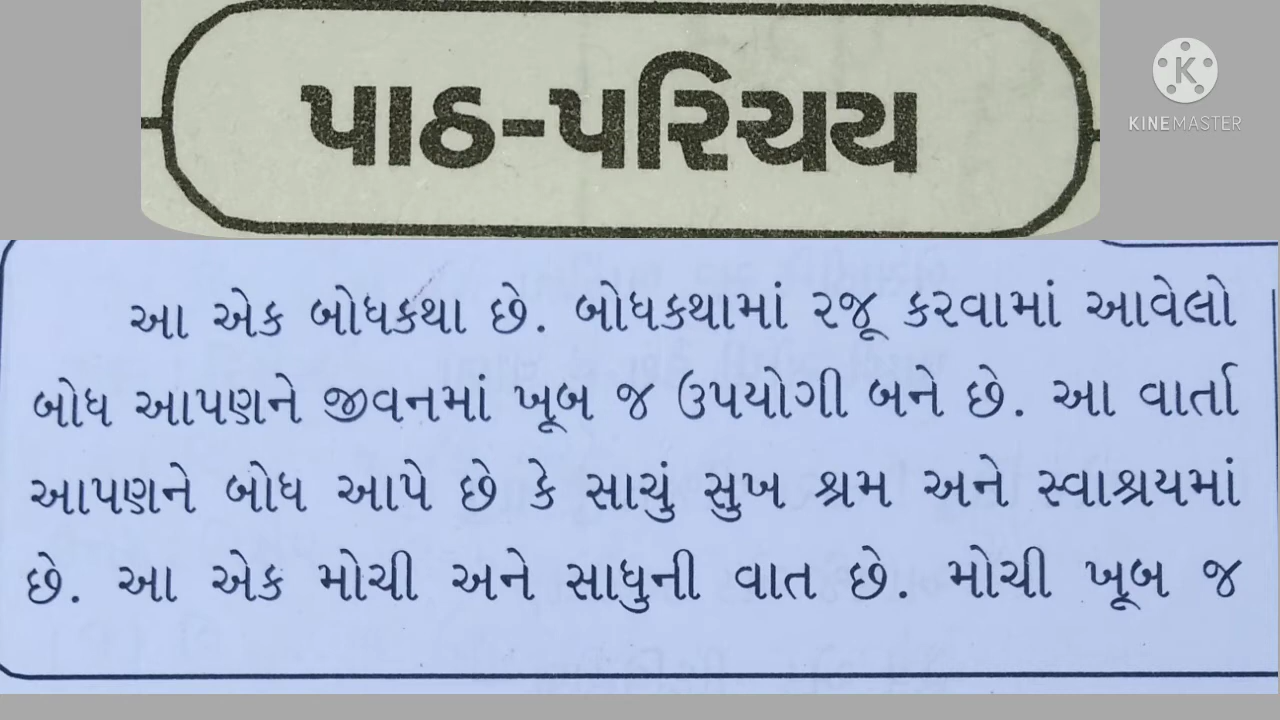 પાઠ-પરિચય
KINEMASTER
આ એક બોધકથા છે. બોધકથામાં રજૂ કરવામાં આવેલો
બોધ આપણને જીવનમાં ખૂબ જ ઉપયોગી બને છે. આ વાર્તા
આપણને બોધ આપે છે કે સાચું સુખ શ્રમ અને સ્વાશ્રયમાં
છે. આ એક મોચી અને સાધુની વાત છે. મોચી ખૂબ જ